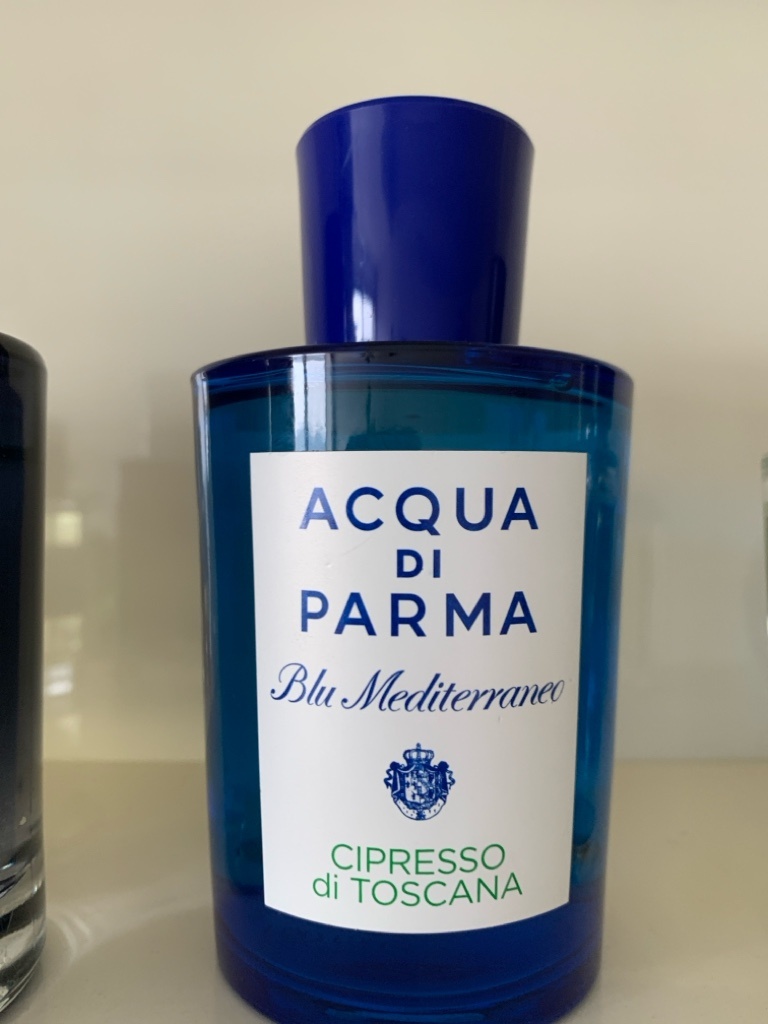 ACQUA
DI
PARMA
Blu Mediterraneo
CIPRESSO
di TOSCANA